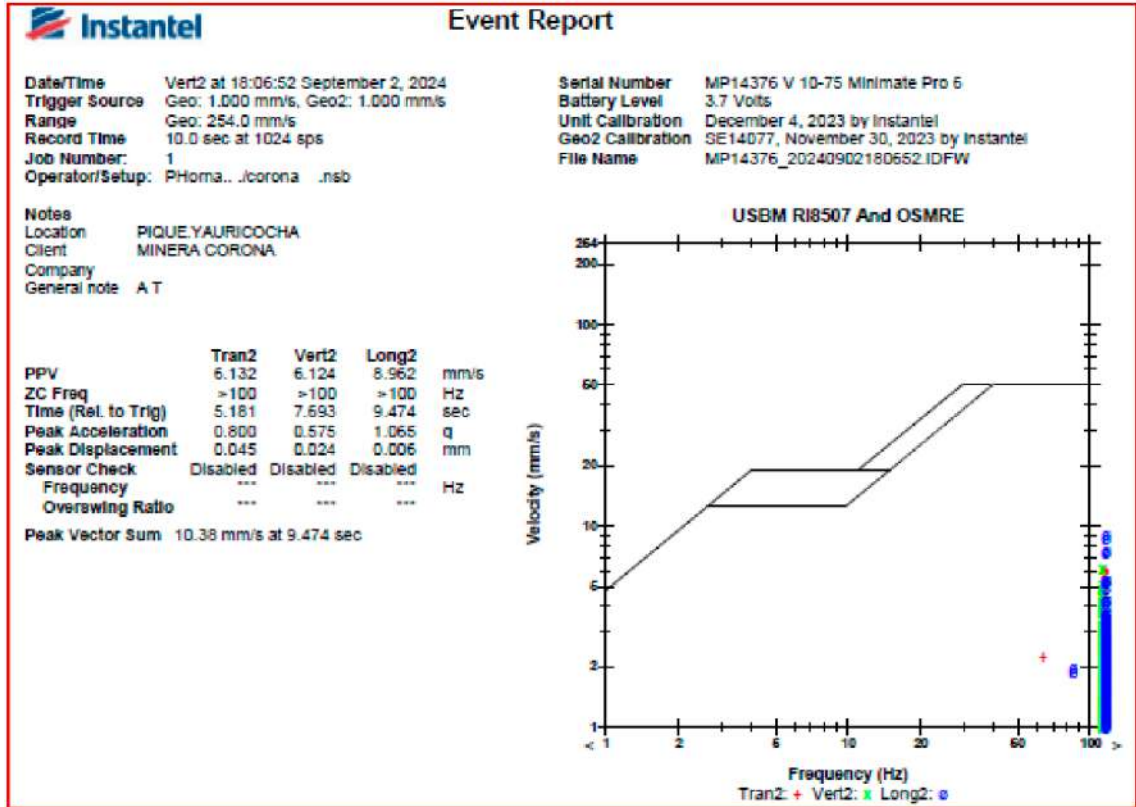 Instantel
Event Report
Date/Time Vert2 at 18:06:52 September 2, 2024
Trigger Source Geo: 1.000 mm/s, Geo2: 1.000 mm/s
Range Geo: 254.0 mm/s
Record Time 10.0 sec at 1024 sps
Job Number: 1
Operator/Setup: PHoma.. ./corona .nsb
Serial Number MP14376 V 10-75 Minimate Pro 6
Battery Level 3.7 Volts
Unit Calibration December 4, 2023 by Instantel
Geo2 Calibration SE14077, November 30, 2023 by Instantel
File Name MP14376_20240902180652.IDFW
Notes
Location PIQUE.YAURICOCHA
Client MINERA CORONA
Company
General note A T
Tran2 Vert2 Long2
PPV 6.132 6.124 8.962 mm/s
ZC Freq >100 >100 >100 Hz
Time (Rel. to Trig) 5.181 7.693 9.474 sec
Peak Acceleration 0.800 0.575 1.065 g
Peak Displacement 0.045 0.024 0.006 mm
Sensor Check Disabled Disabled Disabled
Frequency *** *** *** Hz
Overswing Ratio *** *** ***
Peak Vector Sum 10.38 mm/s at 9.474 sec
USBM RI8507 And OSMRE
264
200
100
50
20
10
5
2
1
Velocity (mm/s)
< 1 2 5 10 20 50 100 >
Frequency (Hz)
Tran2: + Vert2: x Long2: ø